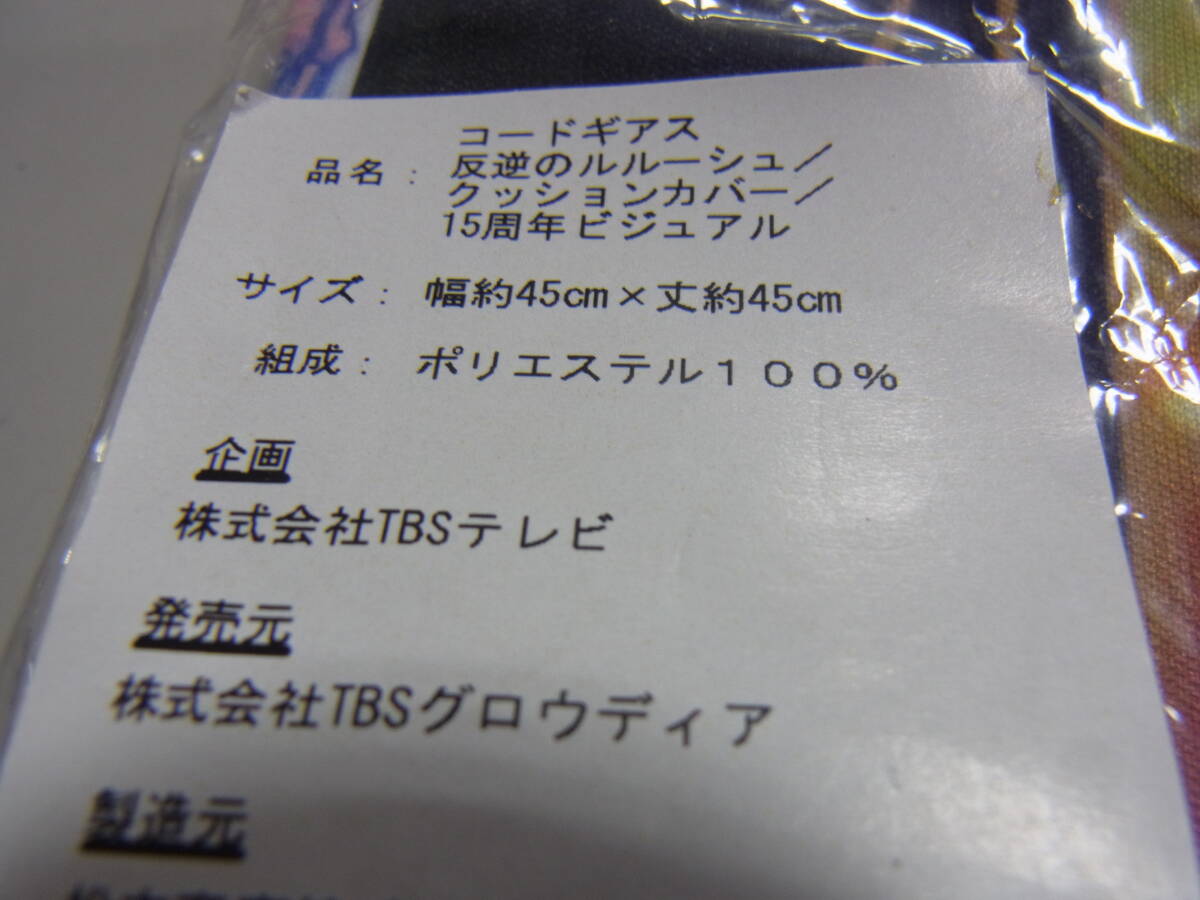 コードギアス
品名：反逆のルルーシュ／
クッションカバー／
15周年ビジュアル
サイズ：幅約45cm×丈約45cm
組成：ポリエステル１００％
企画
株式会社TBSテレビ
発売元
株式会社TBSグロウディア
製造元